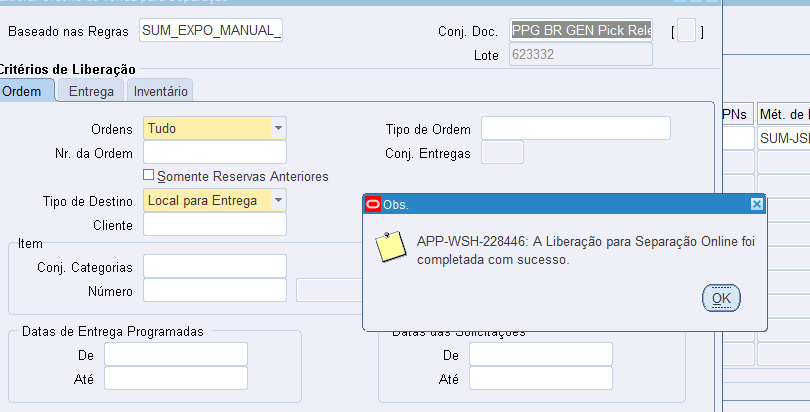 Baseado nas Regras SUM_EXPO_MANUAL_ Conj. Doc. PPG BR GEN Pick Rele [ ]
Lote 623332
Critérios de Liberação
Ordem Entrega Inventário
PNs Mét. de
Ordens Tudo Tipo de Ordem
SUM-JS
Nr. da Ordem Conj. Entregas
Somente Reservas Anteriores
Tipo de Destino Local para Entrega
Obs.
Cliente
Item
APP-WSH-228446: A Liberação para Separação Online foi
completada com sucesso.
Conj. Categorias
Número
OK
Datas de Entrega Programadas Datas das Solicitações
De De
Até Até